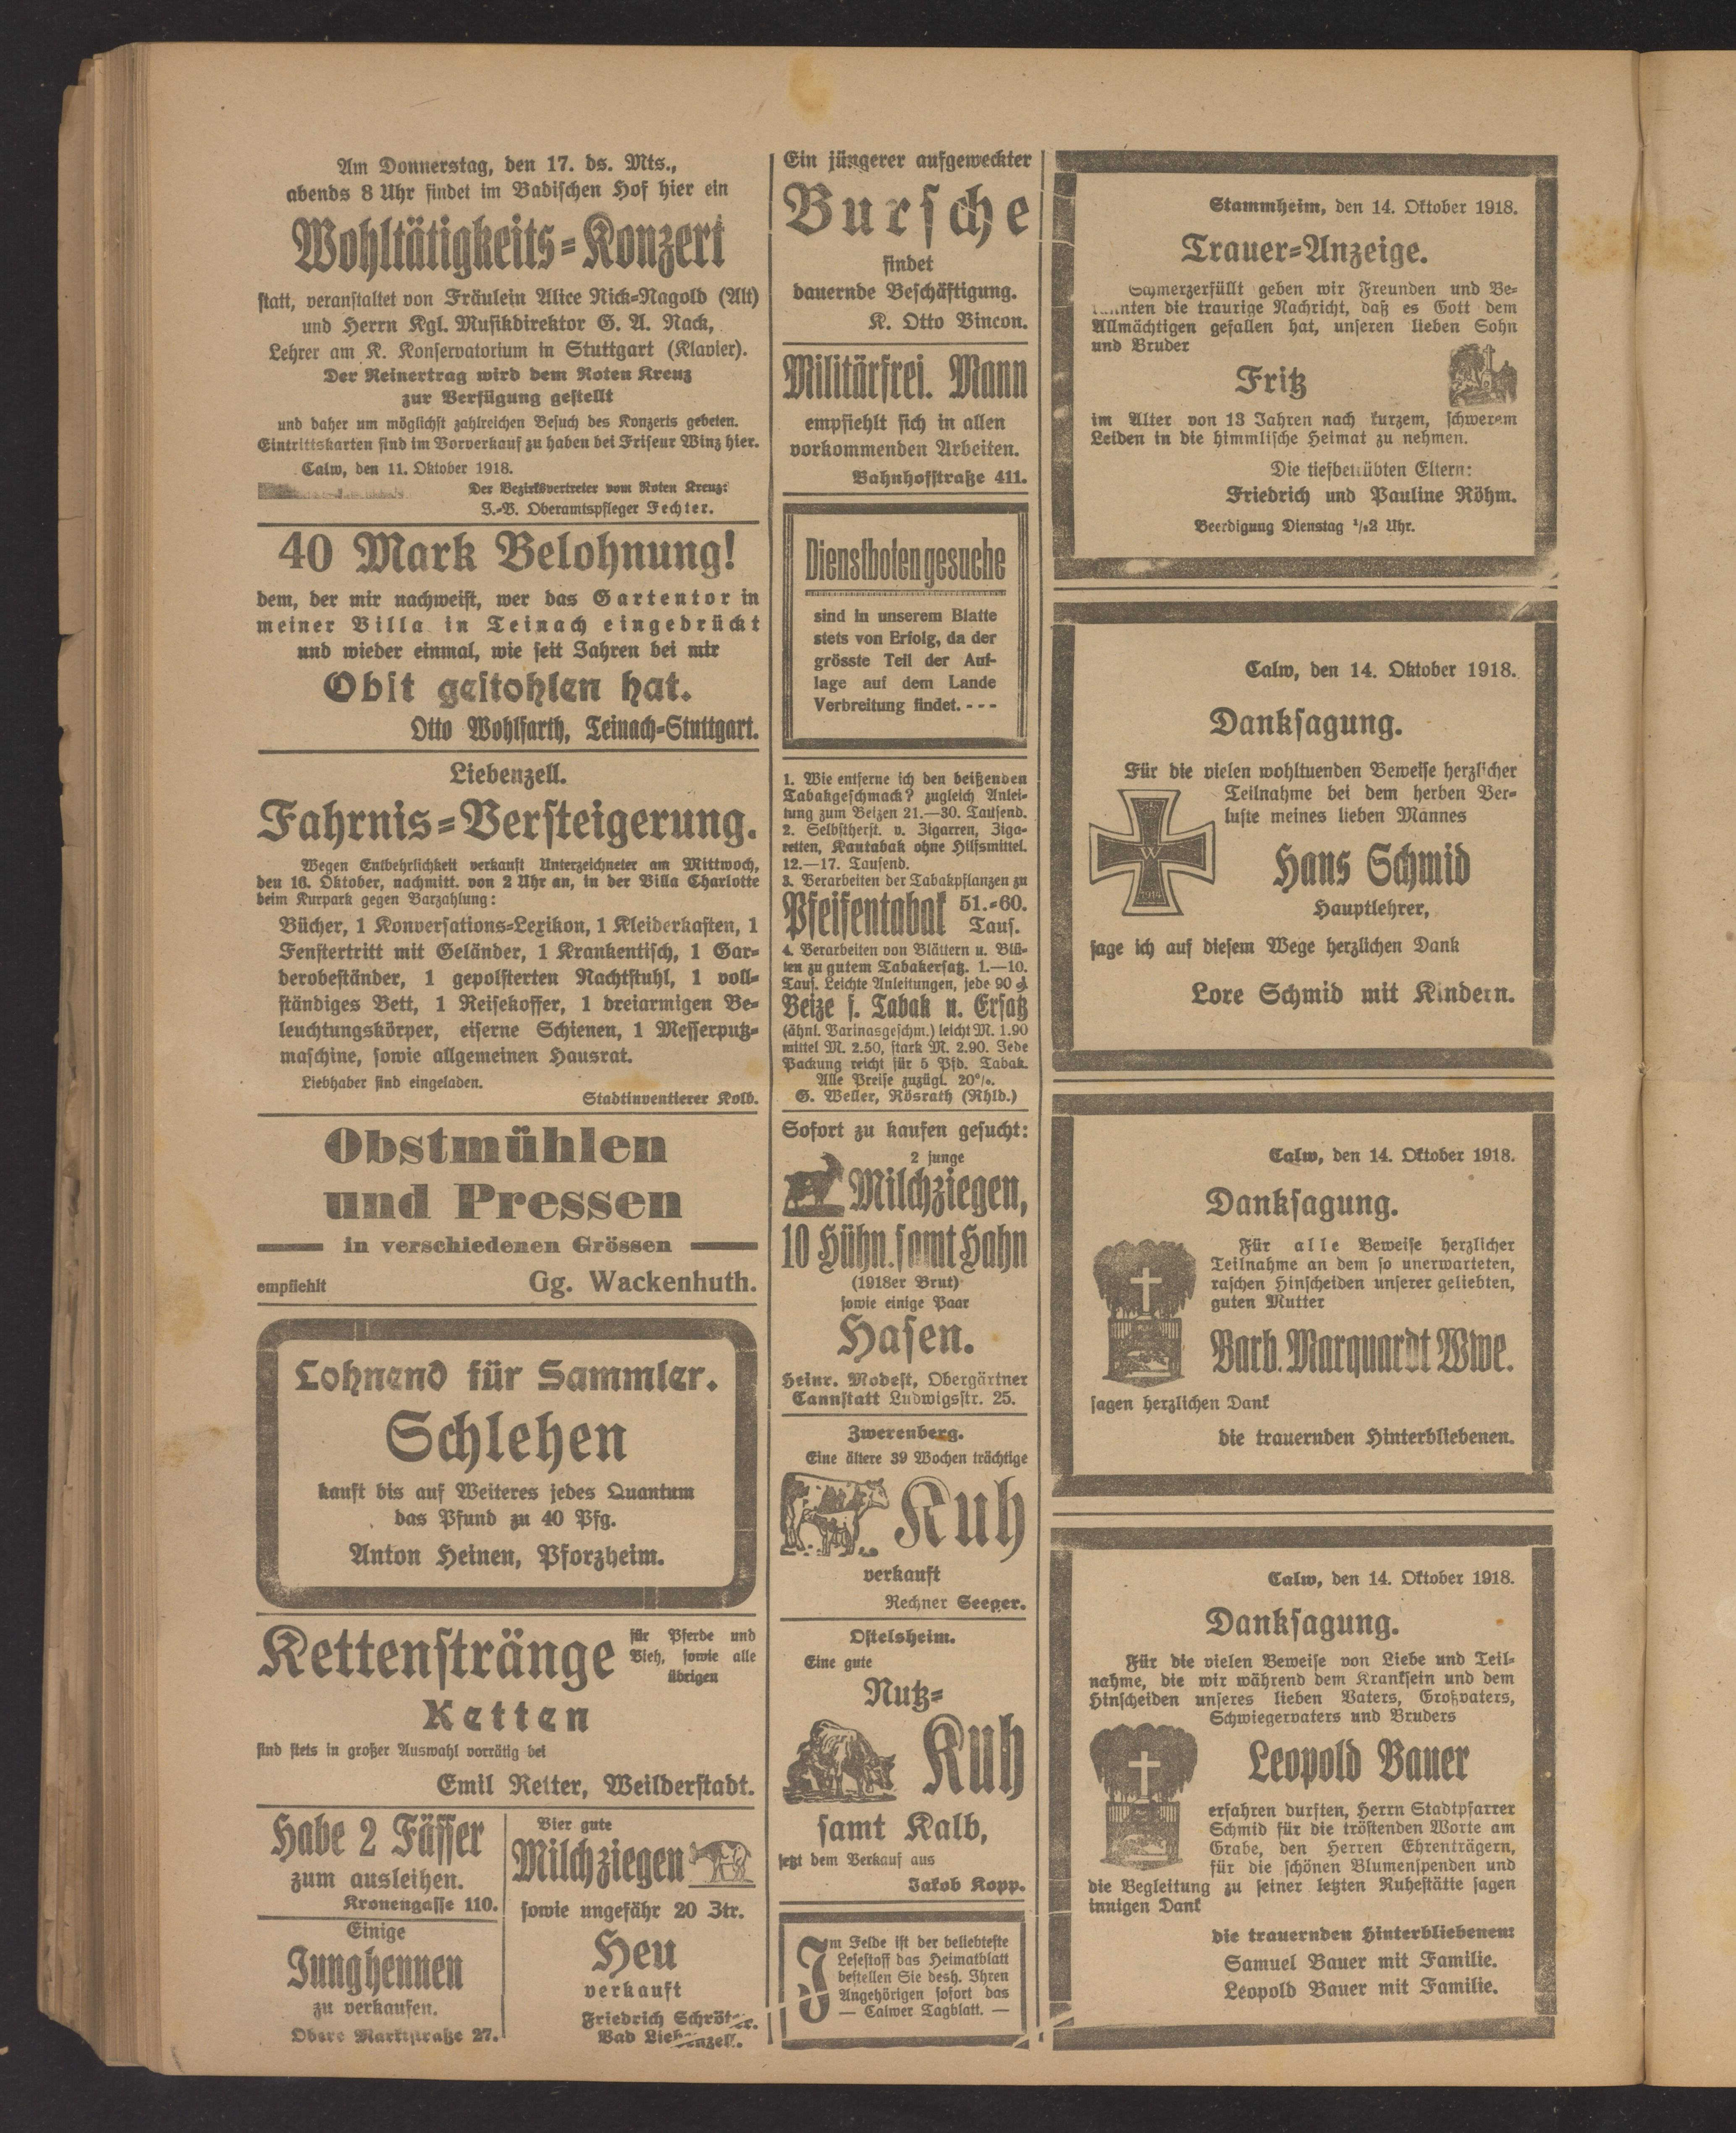 Am Donnerstag, den 17. ds. Mts.,
abends 8 Uhr findet im Badischen Hof hier ein
Wohltätigkeits-Konzert
statt, veranstaltet von Fräulein Alice Nick-Nagold (Alt)
und Herrn Kgl. Musikdirektor G. A. Nack,
Lehrer am K. Konservatorium in Stuttgart (Klavier).
Der Reinertrag wird dem Roten Kreuz
zur Verfügung gestellt
und daher um möglichst zahlreichen Besuch des Konzerts gebeten.
Eintrittskarten sind im Vorverkauf zu haben bei Friseur Winz hier.
Calw, den 11. Oktober 1918.
Der Bezirksvertreter vom Roten Kreuz:
J.-V. Oberamtspfleger Fechter.
40 Mark Belohnung!
dem, der mir nachweist, wer das Gartentor in
meiner Villa in Teinach eingedrückt
und wieder einmal, wie seit Jahren bei mir
Obst gestohlen hat.
Otto Wohlfarth, Teinach-Stuttgart.
Liebenzell.
Fahrnis-Versteigerung.
Wegen Entbehrlichkeit verkauft Unterzeichneter am Mittwoch,
den 16. Oktober, nachmitt. von 2 Uhr an, in der Villa Charlotte
beim Kurpark gegen Barzahlung:
Bücher, 1 Konversations-Lexikon, 1 Kleiderkasten, 1
Fenstertritt mit Geländer, 1 Krankentisch, 1 Gar-
derobeständer, 1 gepolsterten Nachtstuhl, 1 voll-
ständiges Bett, 1 Reisekoffer, 1 dreiarmigen Be-
leuchtungskörper, eiserne Schienen, 1 Messerputz-
maschine, sowie allgemeinen Hausrat.
Liebhaber sind eingeladen.
Stadtinventierer Kolb.
Obstmühlen
und Pressen
in verschiedenen Grössen
empfiehlt Gg. Wackenhuth.
Lohnend für Sammler.
Schlehen
kauft bis auf Weiteres jedes Quantum
das Pfund zu 40 Pfg.
Anton Heinen, Pforzheim.
Kettenstränge
für Pferde und
Vieh, sowie alle
übrigen
Ketten
sind stets in großer Auswahl vorrätig bei
Emil Reiter, Weilderstadt.
Habe 2 Fässer
zum ausleihen.
Kronengasse 110.
Einige
Junghennen
zu verkaufen.
Obere Marktstraße 27.
Vier gute
Milchziegen
sowie ungefähr 20 Ztr.
Heu
verkauft
Friedrich Schröter.
Bad Liebenzell.
Ein jüngerer aufgeweckter
Bursche
findet
dauernde Beschäftigung.
K. Otto Vincon.
Militärfrei. Mann
empfiehlt sich in allen
vorkommenden Arbeiten.
Bahnhofstraße 411.
Dienstbotengesuche
sind in unserem Blatte
stets von Erfolg, da der
grösste Teil der Auf-
lage auf dem Lande
Verbreitung findet. - - -
1. Wie entferne ich den beißenden
Tabakgeschmack? zugleich Anlei-
tung zum Beizen 21.—30. Tausend.
2. Selbstherst. v. Zigarren, Ziga-
retten, Kautabak ohne Hilfsmittel.
12.—17. Tausend.
3. Verarbeiten der Tabakpflanzen zu
Pfeifentabak 51.-60.
Taus.
4. Verarbeiten von Blättern u. Blü-
ten zu gutem Tabakersatz. 1.—10.
Taus. Leichte Anleitungen, jede 90 ₰
Beize f. Tabak u. Ersatz
(ähnl. Varinasgeschm.) leicht M. 1.90
mittel M. 2.50, stark M. 2.90. Jede
Packung reicht für 5 Pfd. Tabak.
Alle Preise zuzügl. 20%.
G. Weller, Rösrath (Rhld.)
Sofort zu kaufen gesucht:
2 junge
Milchziegen,
10 Hühn. samt Hahn
(1918er Brut)
sowie einige Paar
Hasen.
Heinr. Modest, Obergärtner
Cannstatt Ludwigsstr. 25.
Zwerenberg.
Eine ältere 39 Wochen trächtige
Kuh
verkauft
Rechner Seeger.
Ostelsheim.
Eine gute
Nutz-
Kuh
samt Kalb,
setzt dem Verkauf aus
Jakob Kopp.
Im Felde ist der beliebteste
Lesestoff das Heimatblatt
bestellen Sie desh. Ihren
Angehörigen sofort das
— Calwer Tagblatt. —
Stammheim, den 14. Oktober 1918.
Trauer-Anzeige.
Schmerzerfüllt geben wir Freunden und Be-
kannten die traurige Nachricht, daß es Gott dem
Allmächtigen gefallen hat, unseren lieben Sohn
und Bruder
Fritz
im Alter von 13 Jahren nach kurzem, schwerem
Leiden in die himmlische Heimat zu nehmen.
Die tiefbetrübten Eltern:
Friedrich und Pauline Röhm.
Beerdigung Dienstag ½2 Uhr.
Calw, den 14. Oktober 1918.
Danksagung.
Für die vielen wohltuenden Beweise herzlicher
Teilnahme bei dem herben Ver-
luste meines lieben Mannes
W
1914
Hans Schmid
Hauptlehrer,
sage ich auf diesem Wege herzlichen Dank
Lore Schmid mit Kindern.
Calw, den 14. Oktober 1918.
Danksagung.
Für alle Beweise herzlicher
Teilnahme an dem so unerwarteten,
raschen Hinscheiden unserer geliebten,
guten Mutter
Barb. Marquardt Wwe.
sagen herzlichen Dank
die trauernden Hinterbliebenen.
Calw, den 14. Oktober 1918.
Danksagung.
Für die vielen Beweise von Liebe und Teil-
nahme, die wir während dem Kranksein und dem
Hinscheiden unseres lieben Vaters, Großvaters,
Schwiegervaters und Bruders
Leopold Bauer
erfahren durften, Herrn Stadtpfarrer
Schmid für die tröstenden Worte am
Grabe, den Herren Ehrenträgern,
für die schönen Blumenspenden und
die Begleitung zu seiner letzten Ruhestätte sagen
innigen Dank
die trauernden Hinterbliebenen:
Samuel Bauer mit Familie.
Leopold Bauer mit Familie.